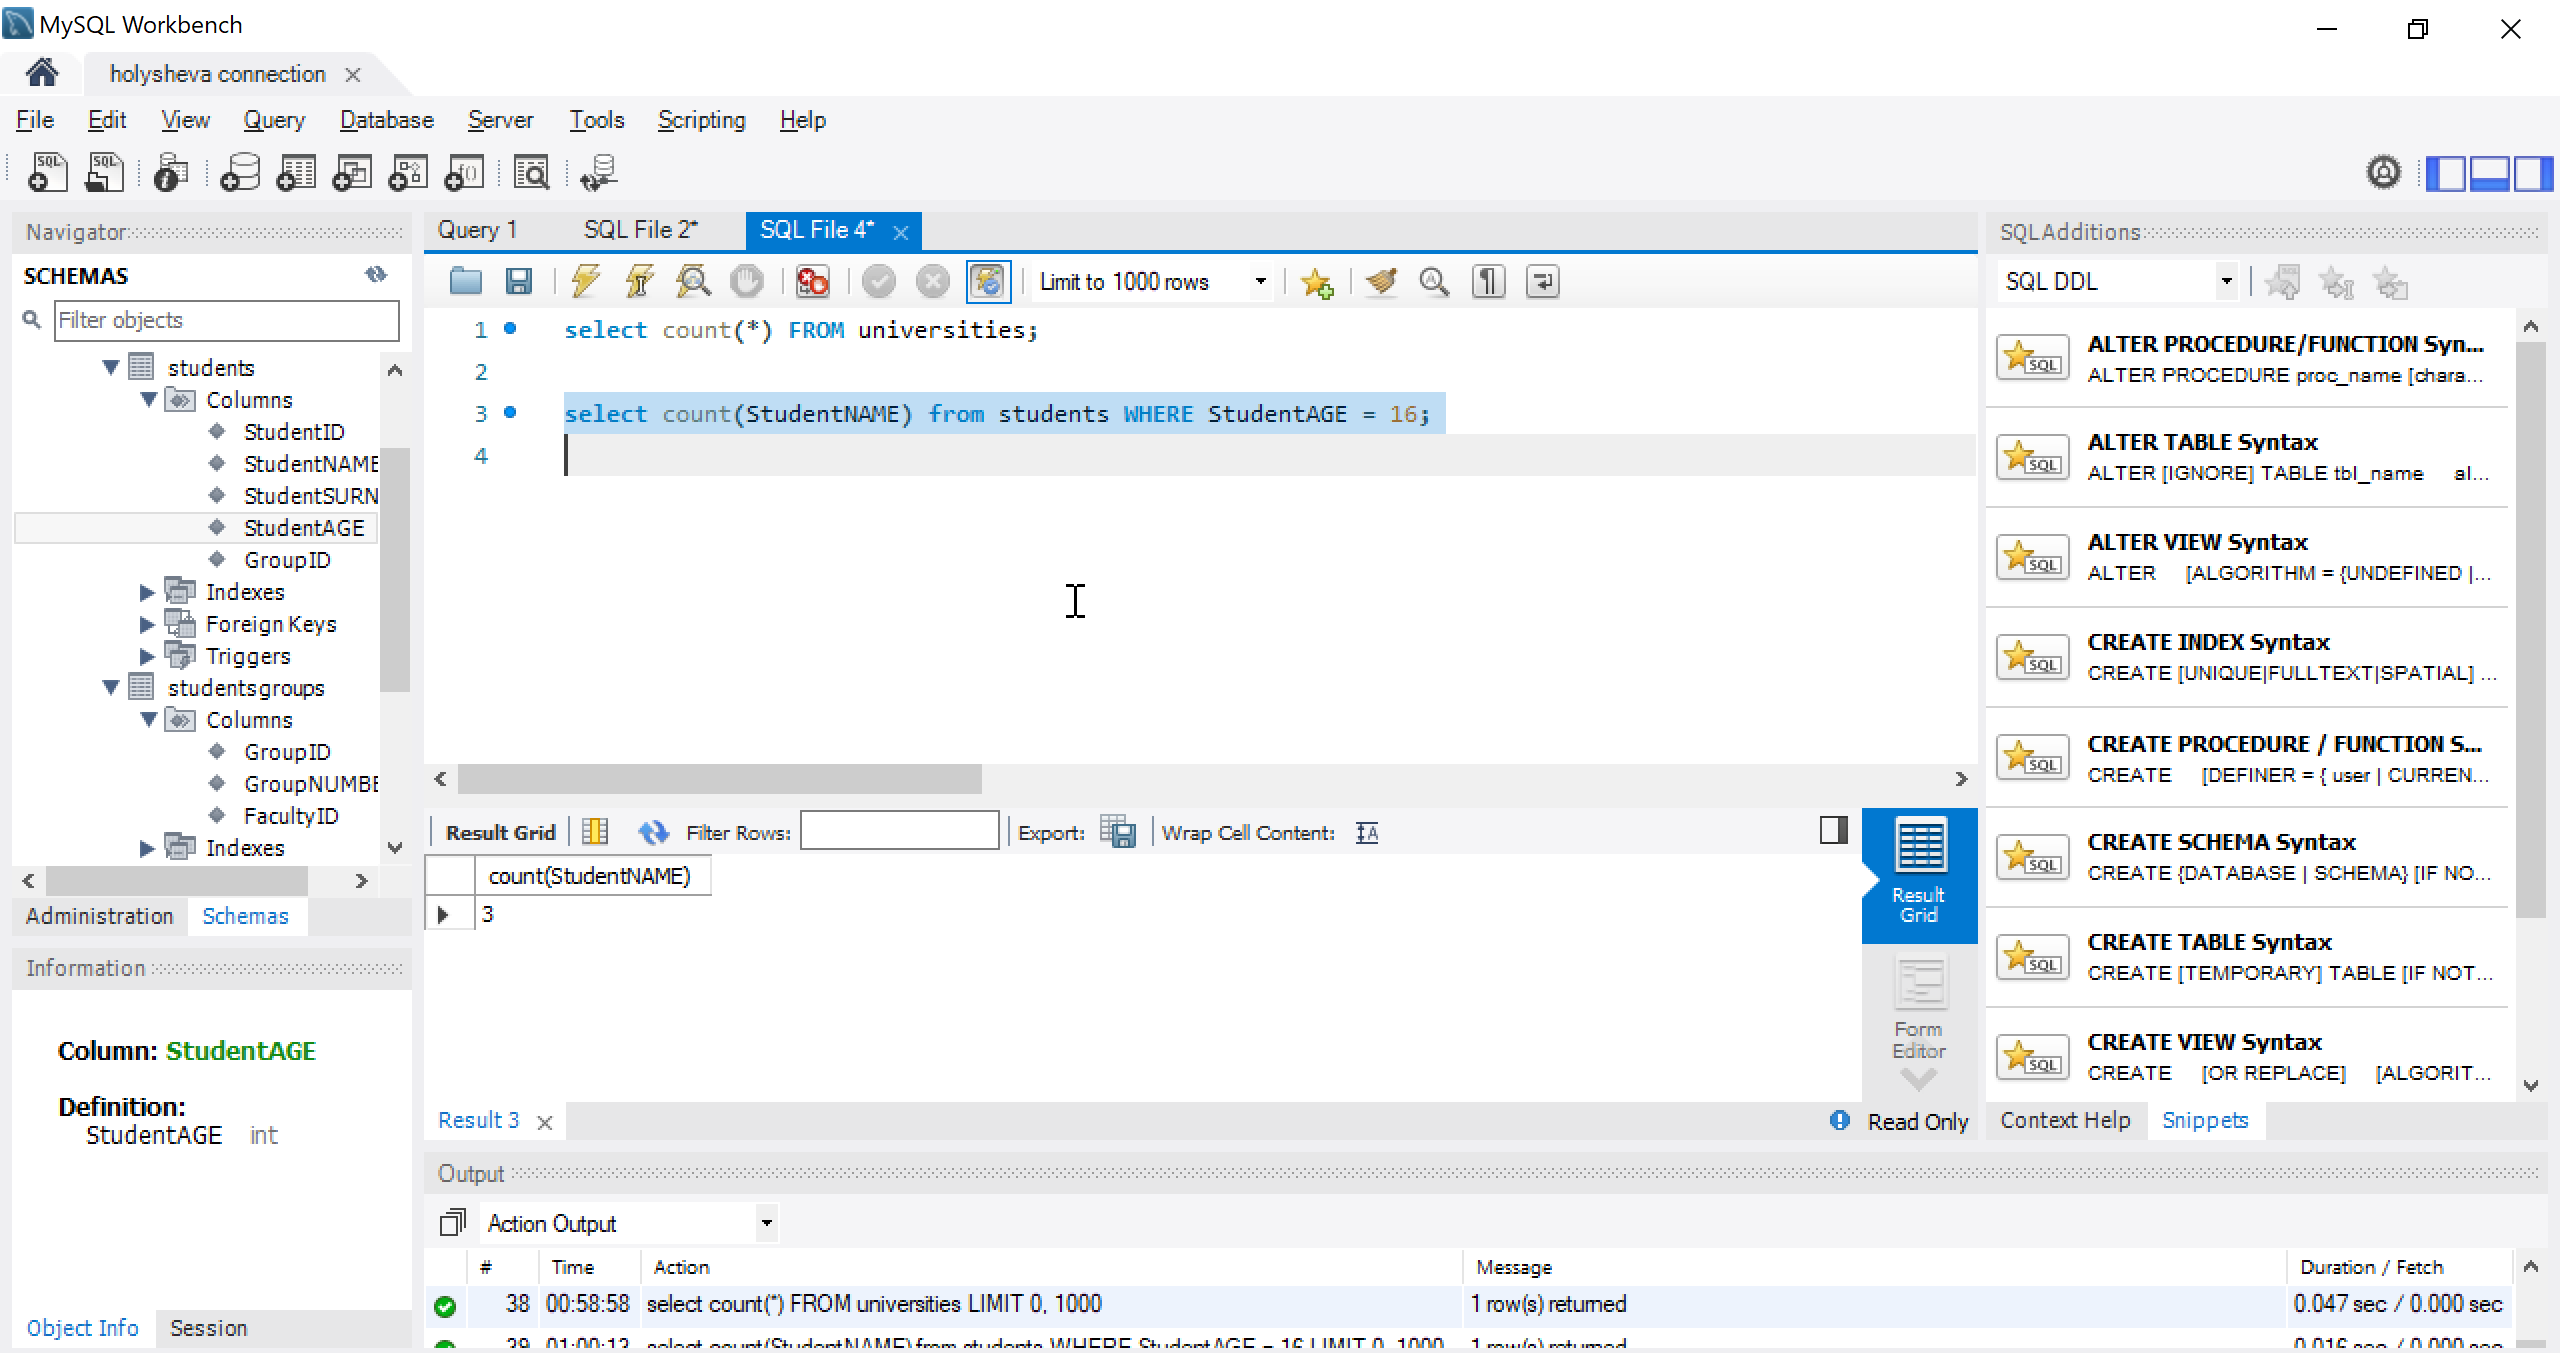 MySQL Workbench
holysheva connection
File Edit View Query Database Server Tools Scripting Help
Navigator
SCHEMAS
Filter objects
students
Columns
StudentID
StudentNAME
StudentSURN
StudentAGE
GroupID
Indexes
Foreign Keys
Triggers
studentsgroups
Columns
GroupID
GroupNUMBE
FacultyID
Indexes
Administration Schemas
Information
Column: StudentAGE
Definition:
StudentAGE int
Object Info Session
Query 1 SQL File 2* SQL File 4*
Limit to 1000 rows
1 select count(*) FROM universities;
2
3 select count(StudentNAME) from students WHERE StudentAGE = 16;
4
Result Grid Filter Rows: Export: Wrap Cell Content:
count(StudentNAME)
3
Result
Grid
Form
Editor
Result 3
Read Only
SQLAdditions
SQL DDL
ALTER PROCEDURE/FUNCTION Syn...
ALTER PROCEDURE proc_name [chara...
ALTER TABLE Syntax
ALTER [IGNORE] TABLE tbl_name al...
ALTER VIEW Syntax
ALTER [ALGORITHM = {UNDEFINED |...
CREATE INDEX Syntax
CREATE [UNIQUE|FULLTEXT|SPATIAL] ...
CREATE PROCEDURE / FUNCTION S...
CREATE [DEFINER = { user | CURREN...
CREATE SCHEMA Syntax
CREATE {DATABASE | SCHEMA} [IF NO...
CREATE TABLE Syntax
CREATE [TEMPORARY] TABLE [IF NOT...
CREATE VIEW Syntax
CREATE [OR REPLACE] [ALGORIT...
Context Help Snippets
Output
Action Output
# Time Action Message Duration / Fetch
38 00:58:58 select count(*) FROM universities LIMIT 0, 1000 1 row(s) returned 0.047 sec / 0.000 sec
39 01:00:13 select count(StudentNAME) from students WHERE StudentAGE = 16 LIMIT 0, 1000 1 row(s) returned 0.016 sec / 0.000 sec